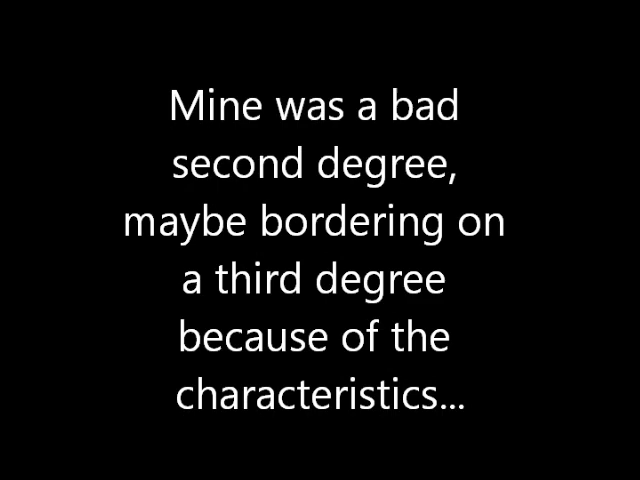 Mine was a bad
second degree,
maybe bordering on
a third degree
because of the
characteristics...